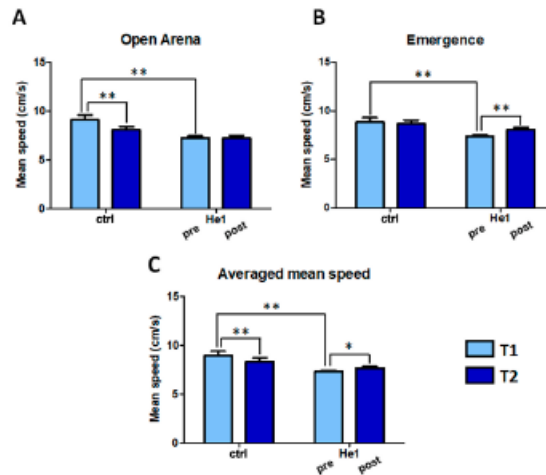 A
Open Arena
Mean speed (cm/s)
15
10
5
0
**
**
ctrl
He1
pre
post
B
Emergence
Mean speed (cm/s)
15
10
5
0
**
**
ctrl
He1
pre
post
C
Averaged mean speed
Mean speed (cm/s)
15
10
5
0
**
**
*
ctrl
He1
pre
post
T1
T2